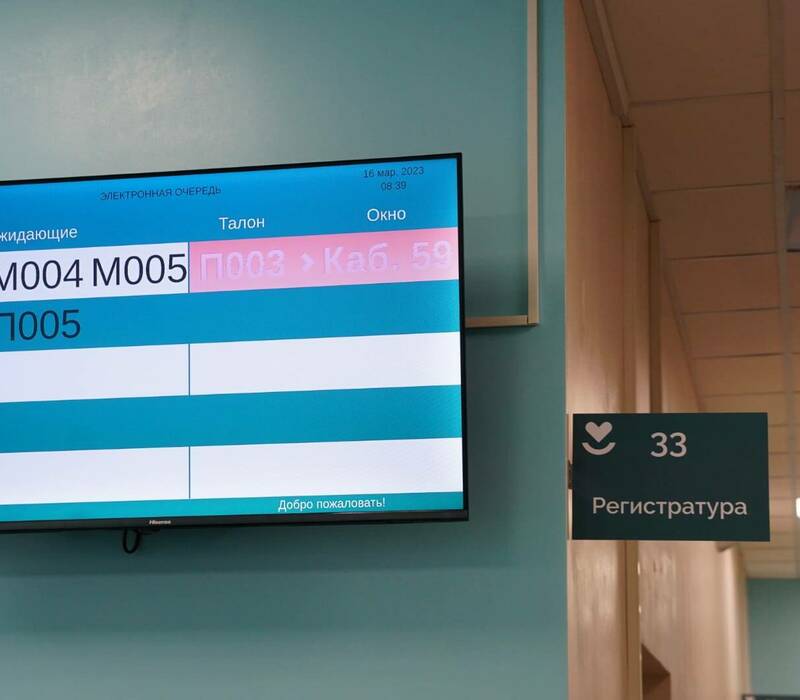 ЭЛЕКТРОННАЯ ОЧЕРЕДЬ
16 мар. 2023
08:39
жидающие Талон Окно
М004 М005 П003 > Каб. 59
П005
Добро пожаловать!
Hisense
33
Регистратура